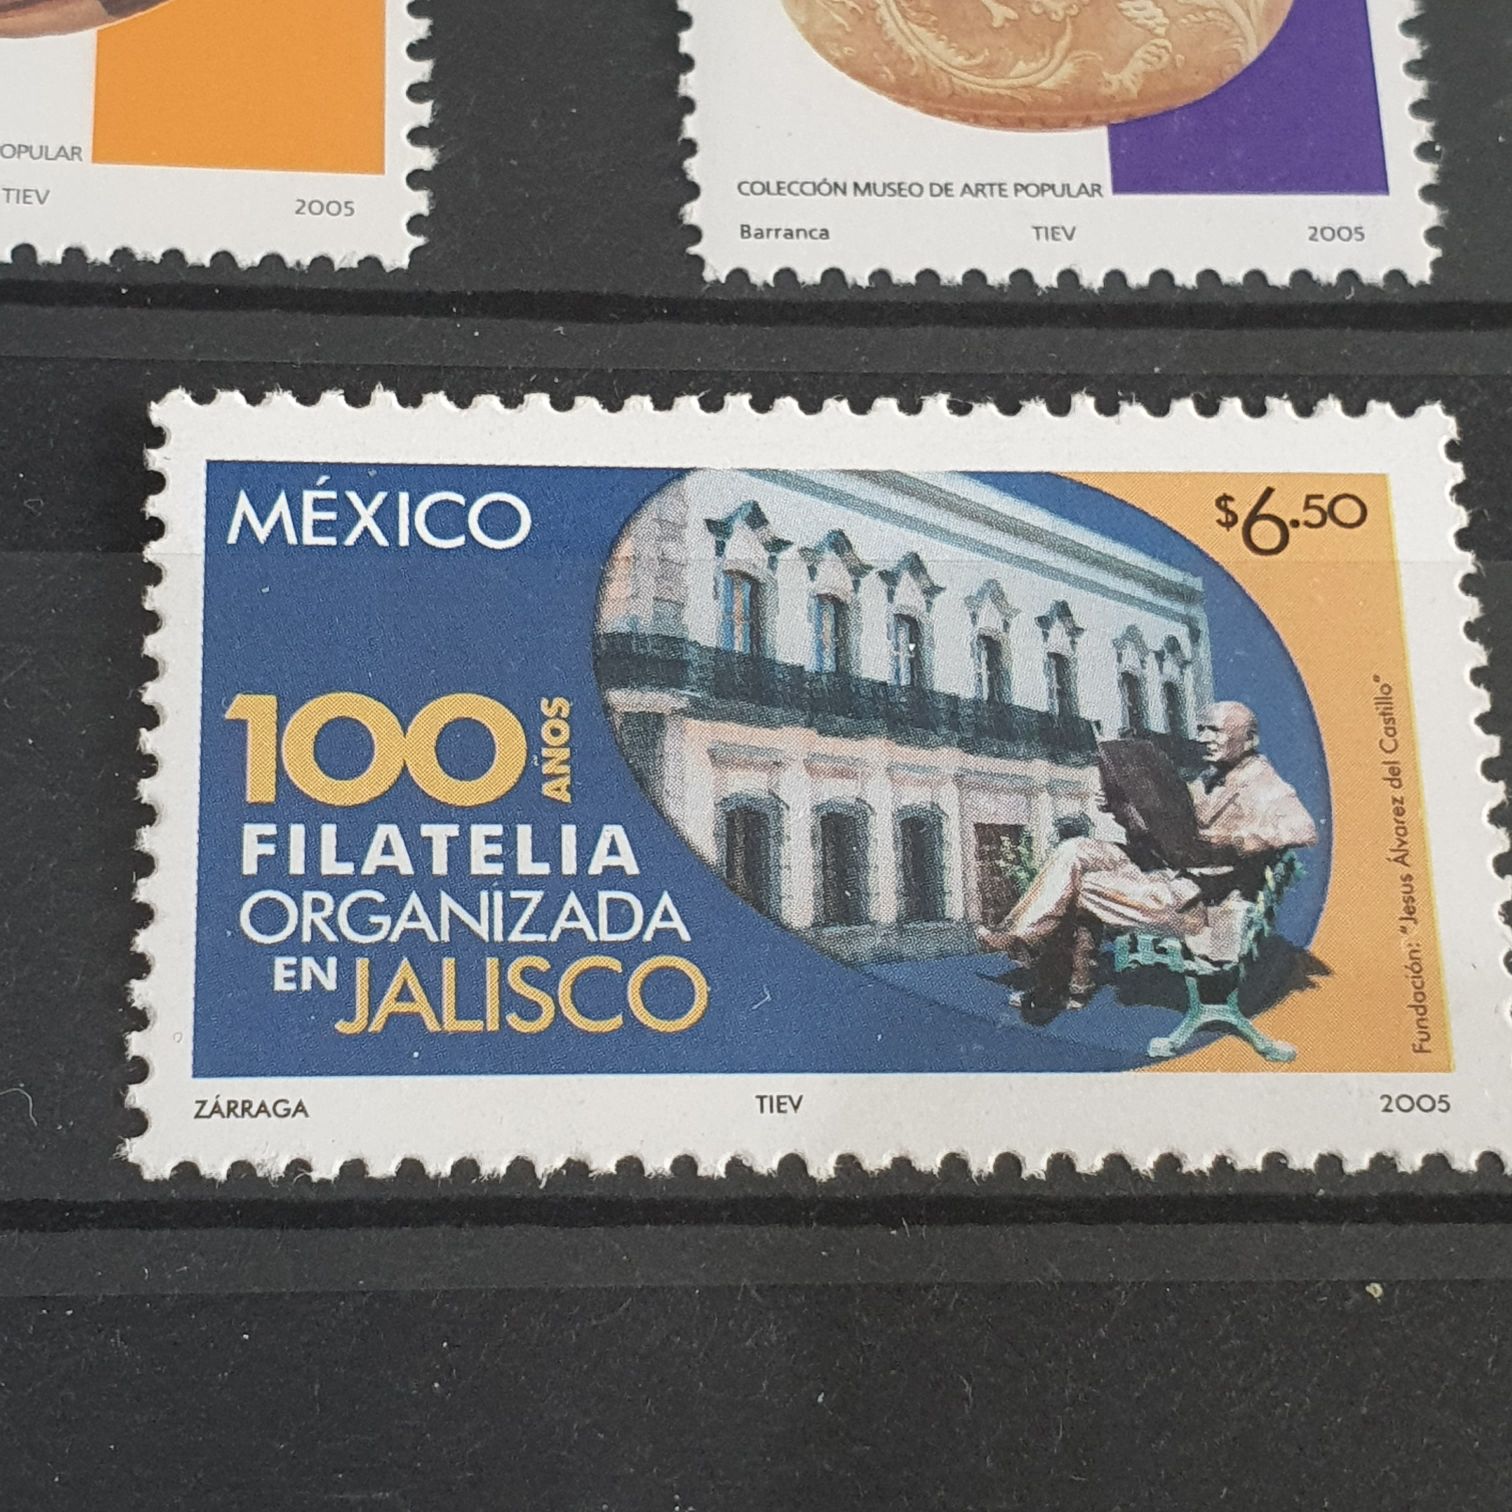 OPULAR
TIEV 2005
COLECCIÓN MUSEO DE ARTE POPULAR
Barranca TIEV 2005
MÉXICO
$6.50
100 AÑOS
FILATELIA
ORGANIZADA
EN JALISCO
Fundación: "Jesus Álvarez del Castillo"
ZÁRRAGA TIEV 2005